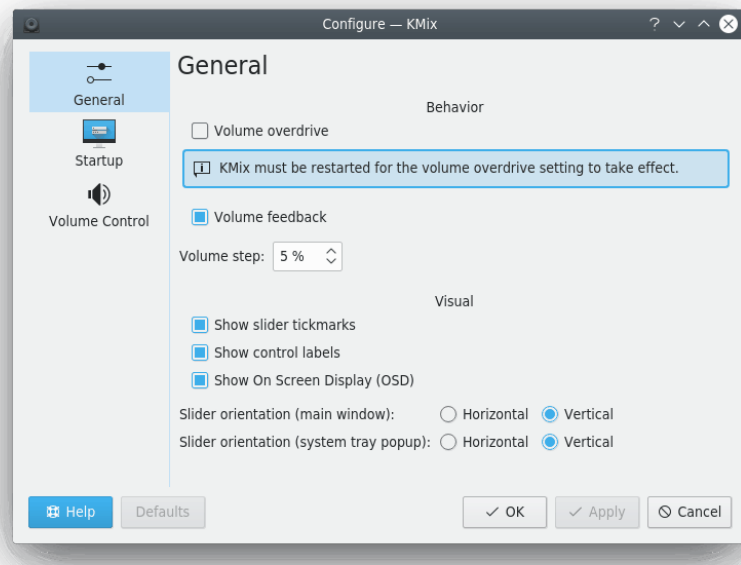 Configure — KMix
General
Startup
Volume Control
General
Behavior
Volume overdrive
KMix must be restarted for the volume overdrive setting to take effect.
Volume feedback
Volume step: 5 %
Visual
Show slider tickmarks
Show control labels
Show On Screen Display (OSD)
Slider orientation (main window): Horizontal Vertical
Slider orientation (system tray popup): Horizontal Vertical
Help Defaults OK Apply Cancel